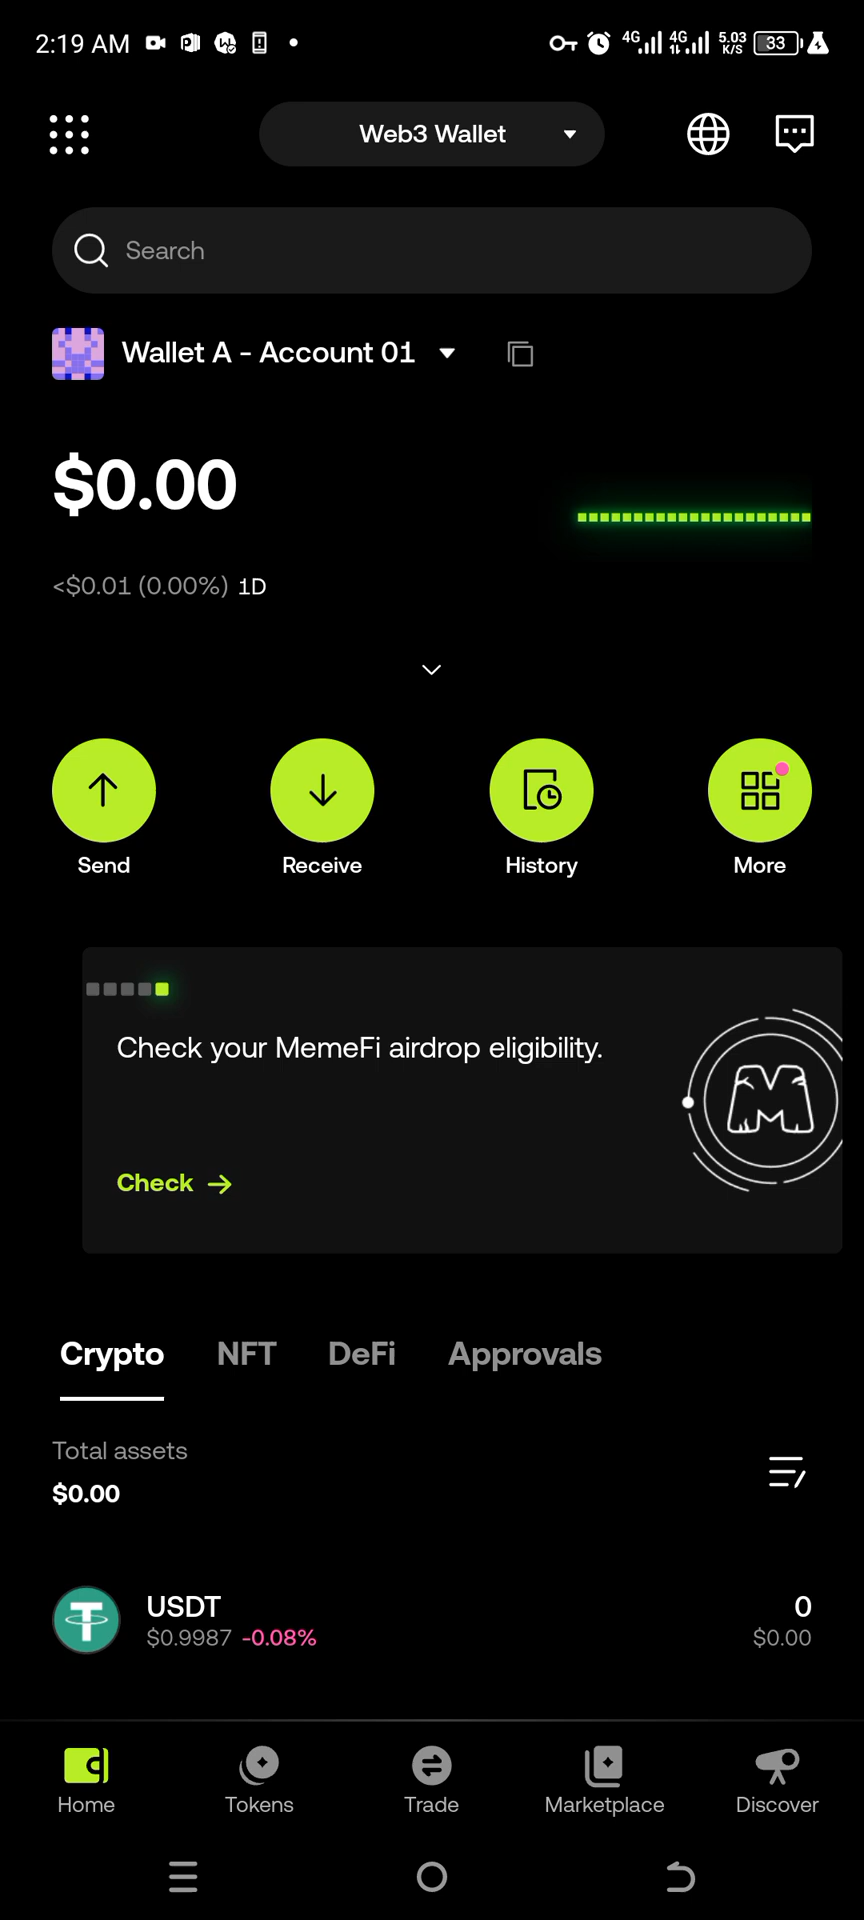 2:19 AM
4G 4G 5.03 K/S 33
Web3 Wallet
Search
Wallet A - Account 01
$0.00
<$0.01 (0.00%) 1D
Send Receive History More
Check your MemeFi airdrop eligibility.
Check
Crypto NFT DeFi Approvals
Total assets
$0.00
USDT 0
$0.9987 -0.08% $0.00
Home Tokens Trade Marketplace Discover